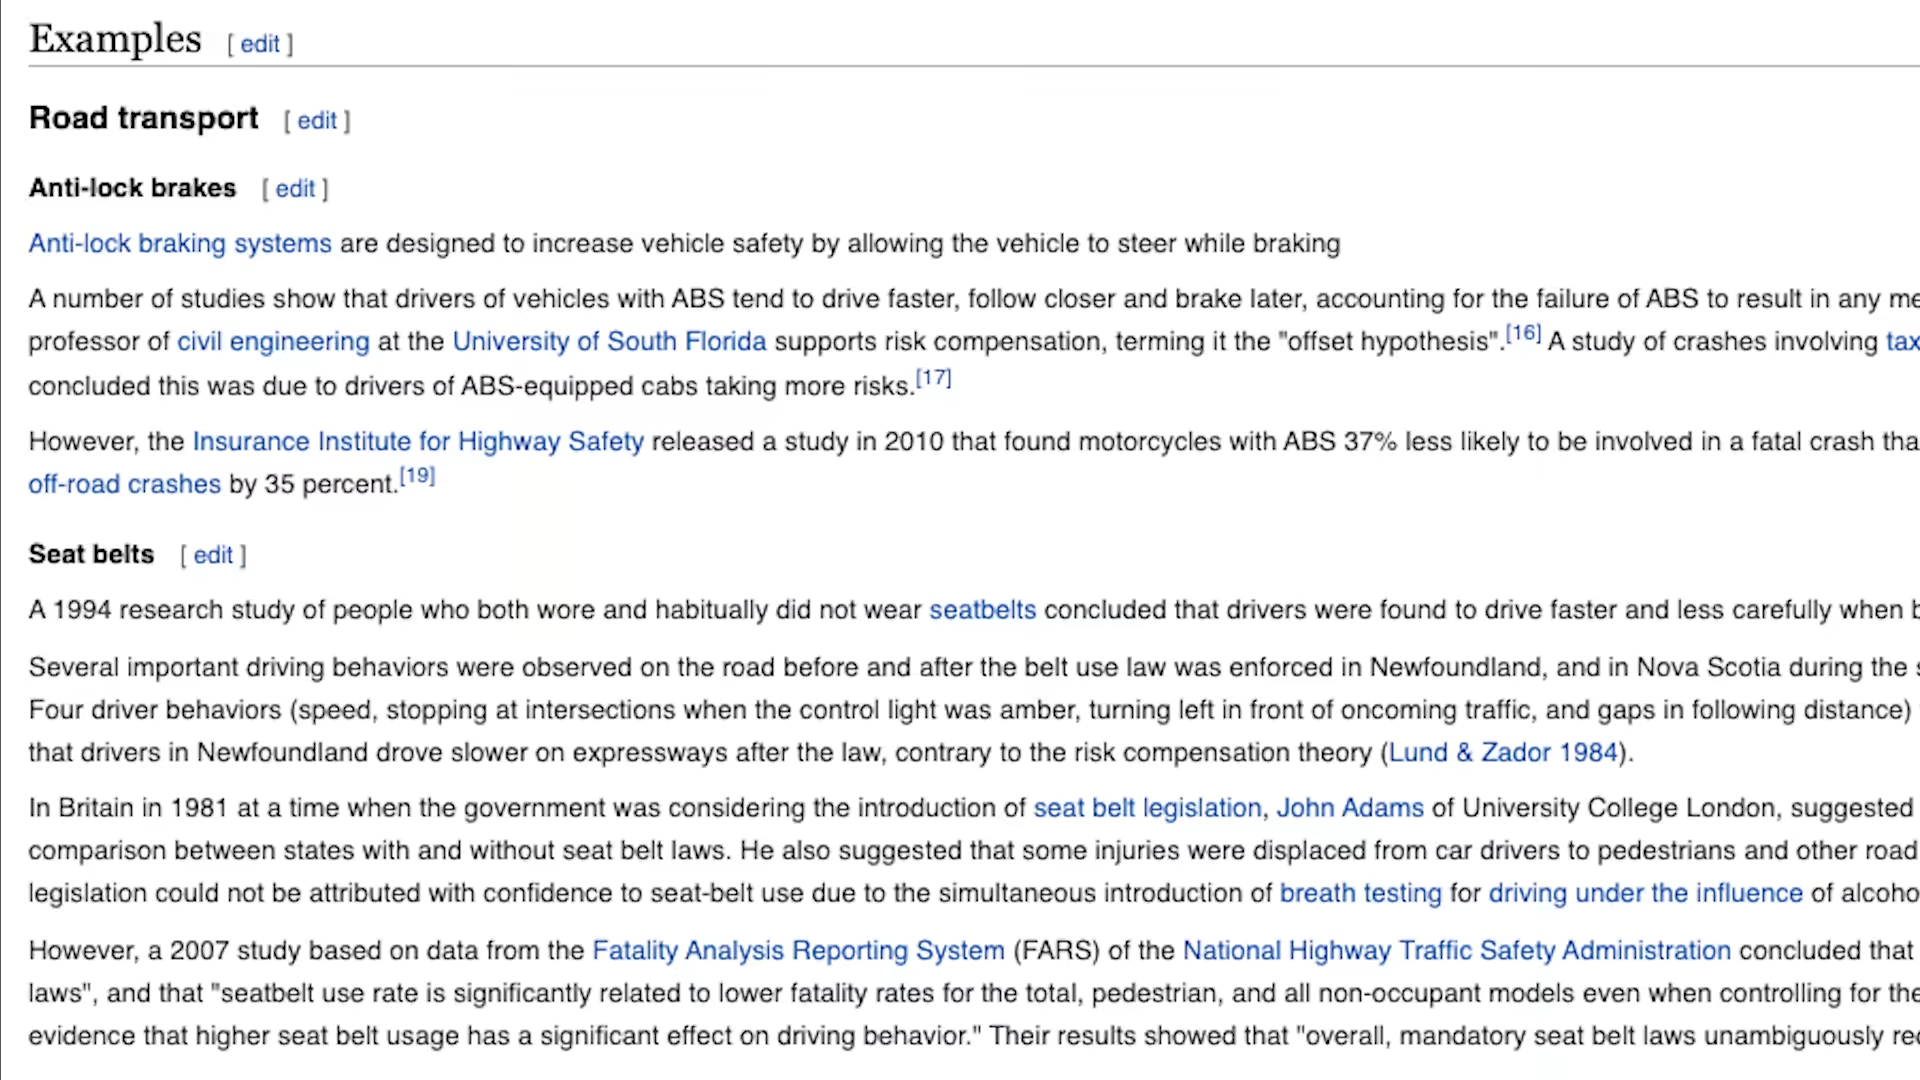 Examples [ edit ]
Road transport [ edit ]
Anti-lock brakes [ edit ]
Anti-lock braking systems are designed to increase vehicle safety by allowing the vehicle to steer while braking
A number of studies show that drivers of vehicles with ABS tend to drive faster, follow closer and brake later, accounting for the failure of ABS to result in any me
professor of civil engineering at the University of South Florida supports risk compensation, terming it the "offset hypothesis".[16] A study of crashes involving tax
concluded this was due to drivers of ABS-equipped cabs taking more risks.[17]
However, the Insurance Institute for Highway Safety released a study in 2010 that found motorcycles with ABS 37% less likely to be involved in a fatal crash tha
off-road crashes by 35 percent.[19]
Seat belts [ edit ]
A 1994 research study of people who both wore and habitually did not wear seatbelts concluded that drivers were found to drive faster and less carefully when b
Several important driving behaviors were observed on the road before and after the belt use law was enforced in Newfoundland, and in Nova Scotia during the s
Four driver behaviors (speed, stopping at intersections when the control light was amber, turning left in front of oncoming traffic, and gaps in following distance)
that drivers in Newfoundland drove slower on expressways after the law, contrary to the risk compensation theory (Lund & Zador 1984).
In Britain in 1981 at a time when the government was considering the introduction of seat belt legislation, John Adams of University College London, suggested
comparison between states with and without seat belt laws. He also suggested that some injuries were displaced from car drivers to pedestrians and other road
legislation could not be attributed with confidence to seat-belt use due to the simultaneous introduction of breath testing for driving under the influence of alcoho
However, a 2007 study based on data from the Fatality Analysis Reporting System (FARS) of the National Highway Traffic Safety Administration concluded that
laws", and that "seatbelt use rate is significantly related to lower fatality rates for the total, pedestrian, and all non-occupant models even when controlling for the
evidence that higher seat belt usage has a significant effect on driving behavior." Their results showed that "overall, mandatory seat belt laws unambiguously rec